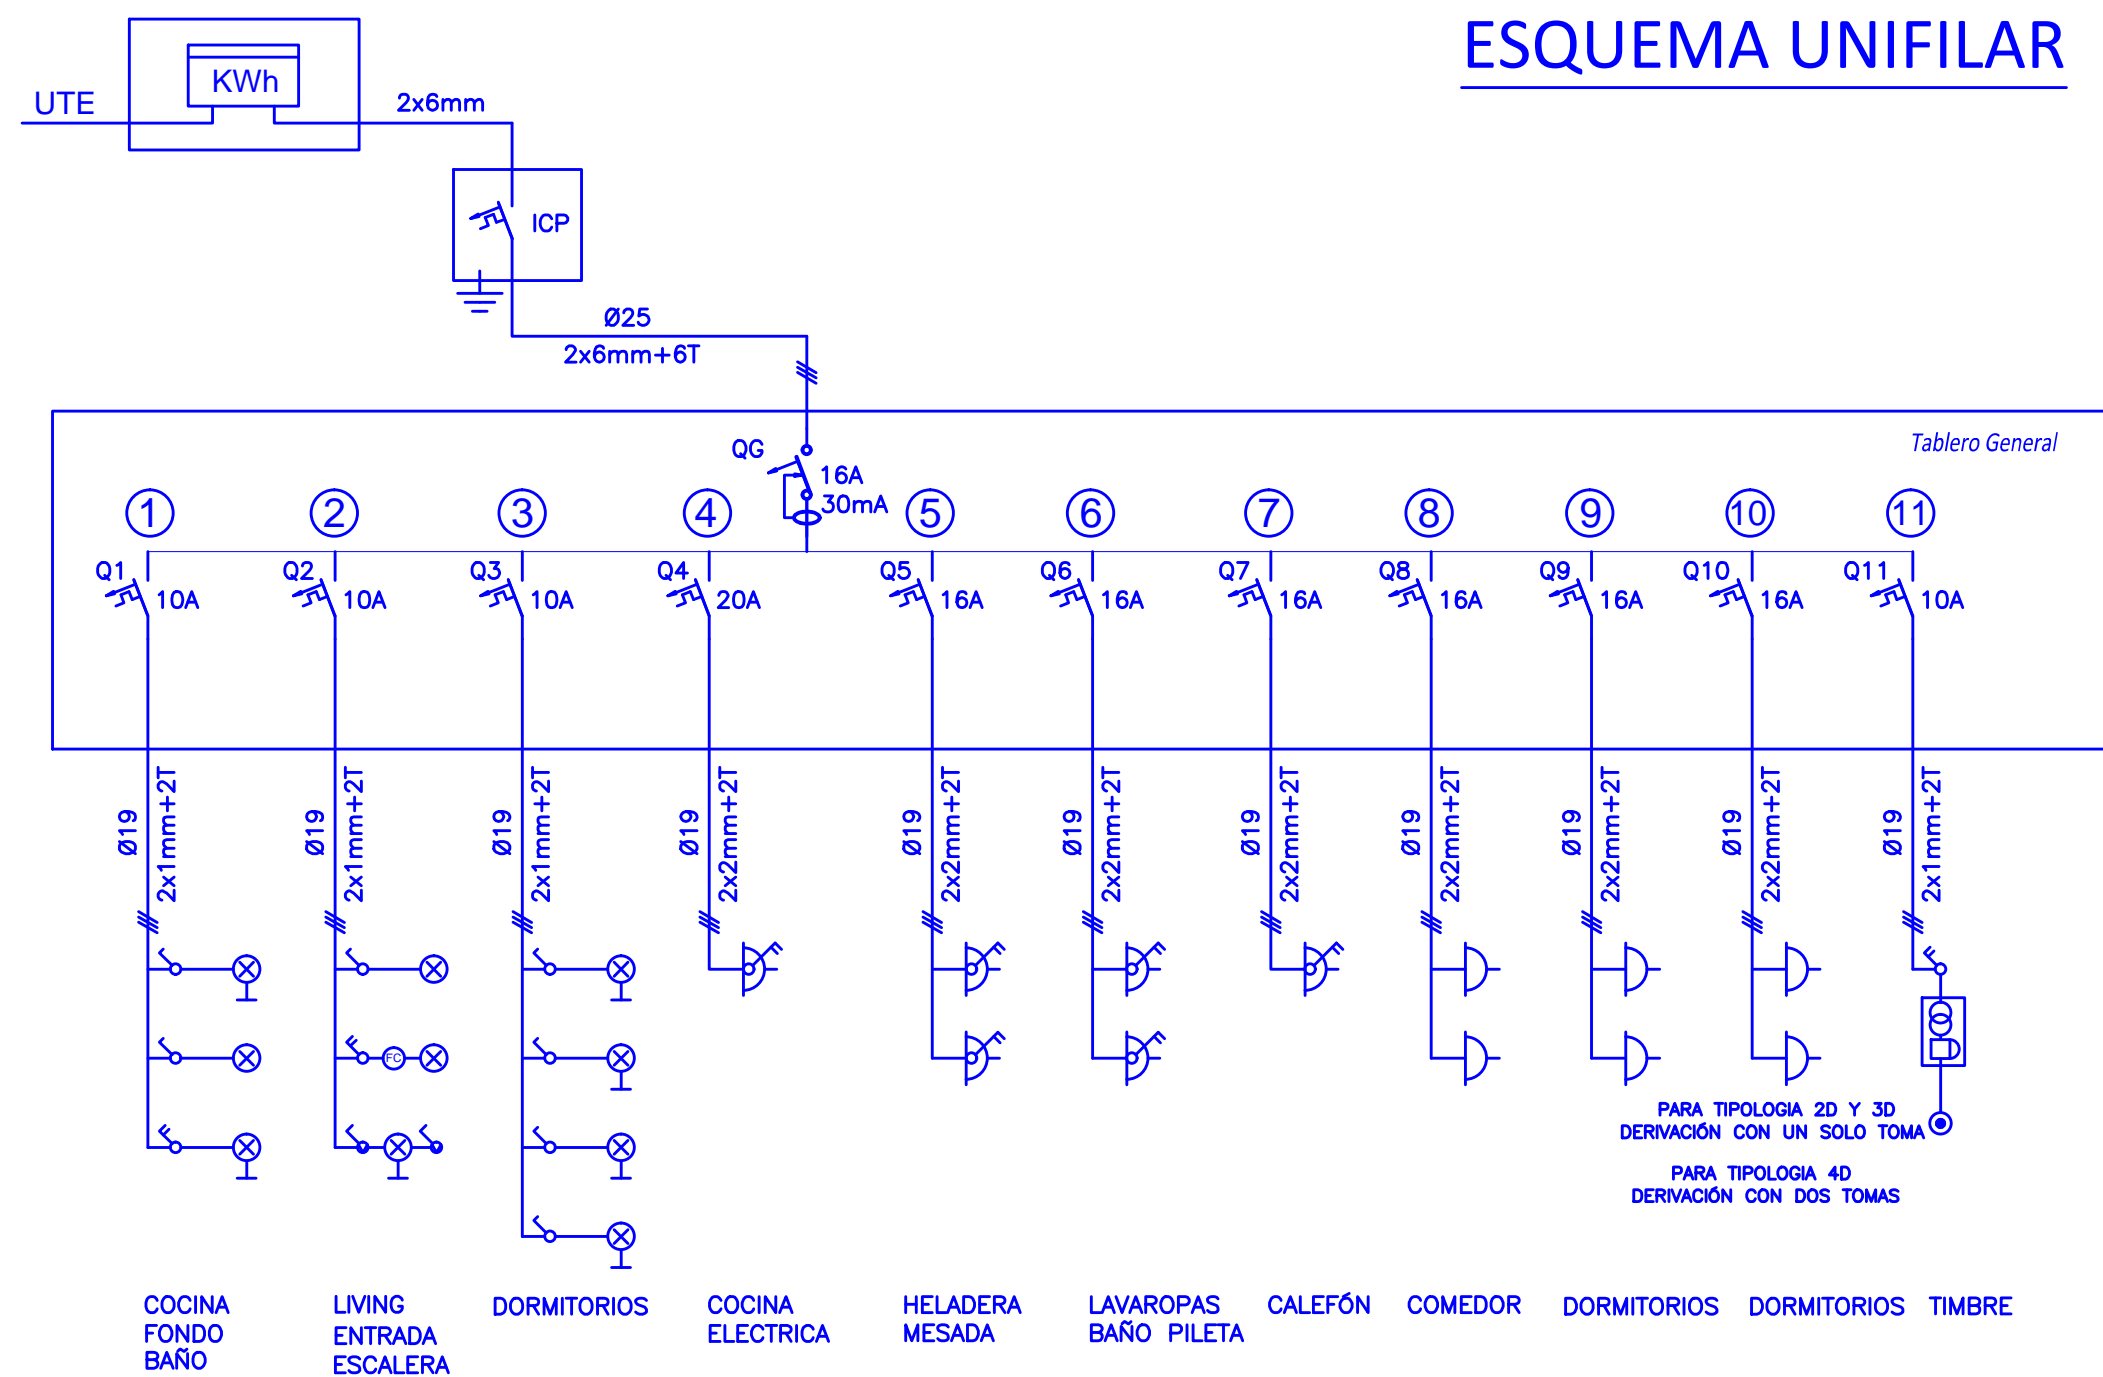 ESQUEMA UNIFILAR
KWh
UTE
2x6mm
ICP
Ø25
2x6mm+6T
Tablero General
QG
16A
30mA
1
2
3
4
5
6
7
8
9
10
11
Q1
10A
Q2
10A
Q3
10A
Q4
20A
Q5
16A
Q6
16A
Q7
16A
Q8
16A
Q9
16A
Q10
16A
Q11
10A
Ø19
2x1mm+2T
Ø19
2x1mm+2T
Ø19
2x1mm+2T
Ø19
2x2mm+2T
Ø19
2x2mm+2T
Ø19
2x2mm+2T
Ø19
2x2mm+2T
Ø19
2x2mm+2T
Ø19
2x2mm+2T
Ø19
2x2mm+2T
Ø19
2x1mm+2T
FC
PARA TIPOLOGIA 2D Y 3D
DERIVACIÓN CON UN SOLO TOMA
PARA TIPOLOGIA 4D
DERIVACIÓN CON DOS TOMAS
COCINA
FONDO
BAÑO
LIVING
ENTRADA
ESCALERA
DORMITORIOS
COCINA
ELECTRICA
HELADERA
MESADA
LAVAROPAS
BAÑO PILETA
CALEFÓN
COMEDOR
DORMITORIOS
DORMITORIOS
TIMBRE